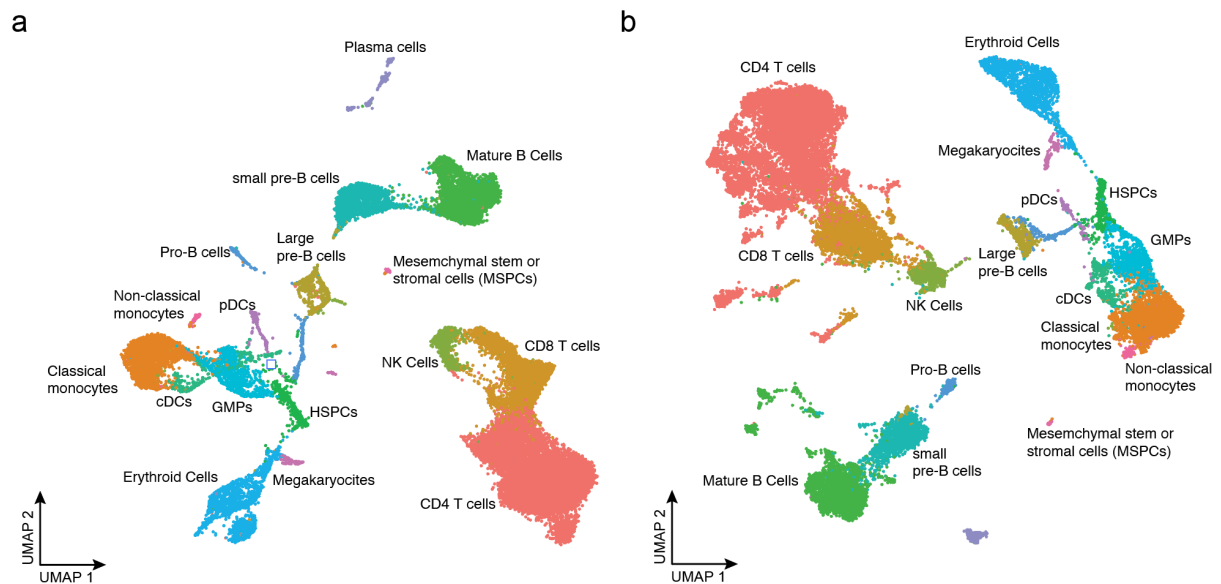 a
Plasma cells
Mature B Cells
small pre-B cells
Pro-B cells
Large
pre-B cells
Mesemchymal stem or
stromal cells (MSPCs)
Non-classical
monocytes
pDCs
Classical
monocytes
cDCs
GMPs
HSPCs
NK Cells
CD8 T cells
Erythroid Cells
Megakaryocites
CD4 T cells
UMAP 2
UMAP 1
b
Erythroid Cells
CD4 T cells
Megakaryocites
pDCs
HSPCs
GMPs
CD8 T cells
Large
pre-B cells
NK Cells
cDCs
Classical
monocytes
Non-classical
monocytes
Pro-B cells
Mesemchymal stem or
stromal cells (MSPCs)
small
pre-B cells
Mature B Cells
UMAP 2
UMAP 1